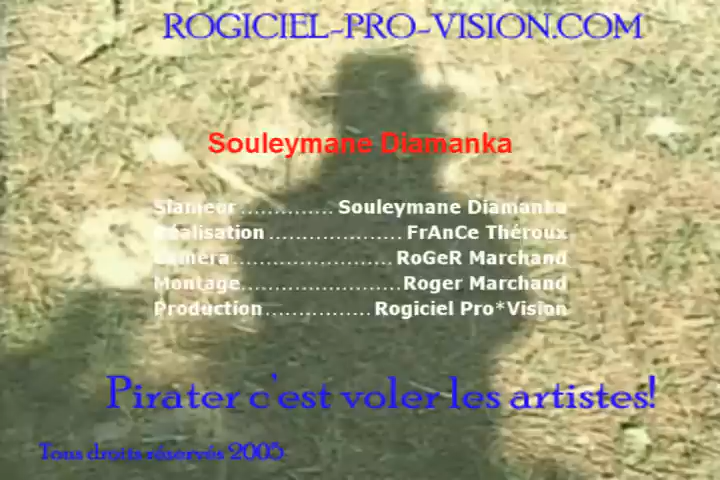 ROGICIEL-PRO-VISION.COM
Souleymane Diamanka
Slameur .............. Souleymane Diamanka
Réalisation .................... FrAnCe Théroux
Caméra ........................ RoGeR Marchand
Montage ........................ Roger Marchand
Production ................ Rogiciel Pro*Vision
Pirater c'est voler les artistes!
Tous droits réservés 2005